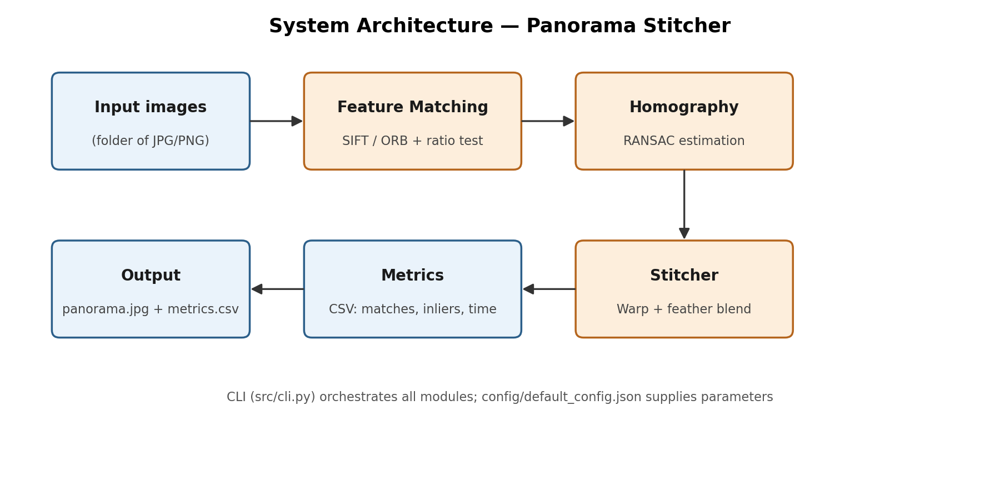 System Architecture — Panorama Stitcher
Input images
(folder of JPG/PNG)
Feature Matching
SIFT / ORB + ratio test
Homography
RANSAC estimation
Output
panorama.jpg + metrics.csv
Metrics
CSV: matches, inliers, time
Stitcher
Warp + feather blend
CLI (src/cli.py) orchestrates all modules; config/default_config.json supplies parameters